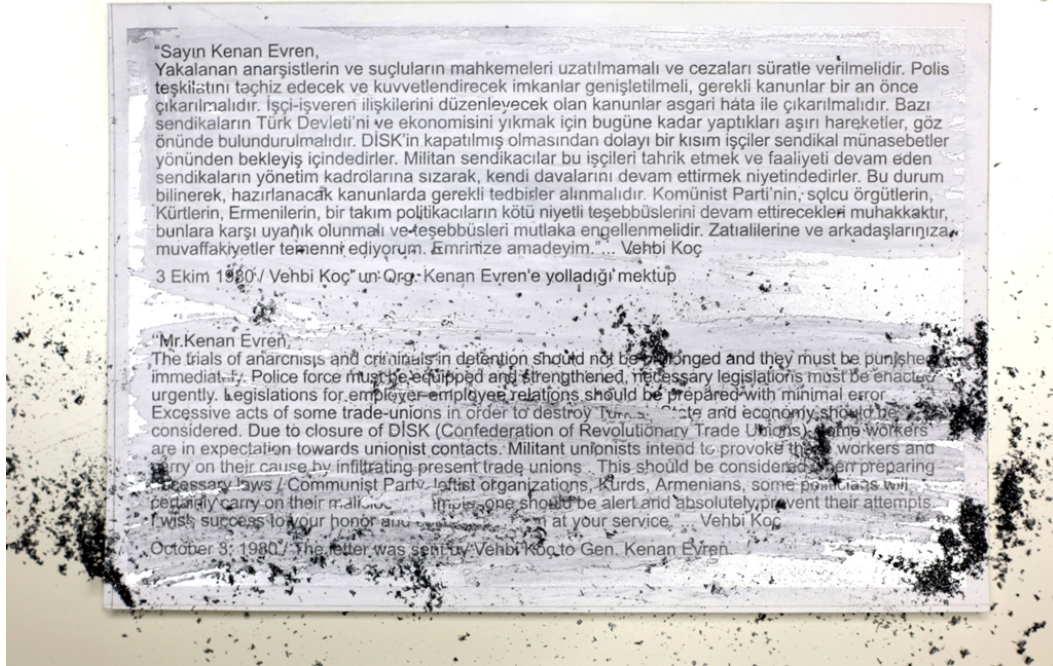 “Sayın Kenan Evren,
Yakalanan anarşistlerin ve suçluların mahkemeleri uzatılmamalı ve cezaları süratle verilmelidir. Polis
teşkilatını teçhiz edecek ve kuvvetlendirecek imkanlar genişletilmeli, gerekli kanunlar bir an önce
çıkarılmalıdır. İşçi-işveren ilişkilerini düzenleyecek olan kanunlar asgari hata ile çıkarılmalıdır. Bazı
sendikaların Türk Devleti’ni ve ekonomisini yıkmak için bugüne kadar yaptıkları aşırı hareketler, göz
önünde bulundurulmalıdır. DİSK’in kapatılmış olmasından dolayı bir kısım işçiler sendikal münasebetler
yönünden bekleyiş içindedirler. Militan sendikacılar bu işçileri tahrik etmek ve faaliyeti devam eden
sendikaların yönetim kadrolarına sızarak, kendi davalarını devam ettirmek niyetindedirler. Bu durum
bilinerek, hazırlanacak kanunlarda gerekli tedbirler alınmalıdır. Komünist Parti’nin, solcu örgütlerin,
Kürtlerin, Ermenilerin, bir takım politikacıların kötü niyetli teşebbüslerini devam ettirecekleri muhakkaktır,
bunlara karşı uyanık olunmalı ve teşebbüsleri mutlaka engellenmelidir. Zatıalilerine ve arkadaşlarınıza
muvaffakiyetler temenni ediyorum. Emrinize amadeyim.”... Vehbi Koç
3 Ekim 1980 / Vehbi Koç’un Org. Kenan Evren'e yolladığı mektup
“Mr.Kenan Evren,
The trials of anarchists and criminals in detention should not be prolonged and they must be punished
immediately. Police force must be equipped and strengthened, necessary legislations must be enacted
urgently. Legislations for employer-employee relations should be prepared with minimal error.
Excessive acts of some trade-unions in order to destroy State and economy should be
considered. Due to closure of DİSK (Confederation of Revolutionary Trade Unions), some workers
are in expectation towards unionist contacts. Militant unionists intend to provoke these workers and
carry on their cause by infiltrating present trade unions . This should be considered when preparing
necessary laws / Communist Party, leftist organizations, Kurds, Armenians, some politicians will
certainly carry on their one should be alert and absolutely prevent their attempts
I wish success to your honor and at your service. ... Vehbi Koç
October 3, 1980 / The letter was sent by Vehbi Koç to Gen. Kenan Evren.